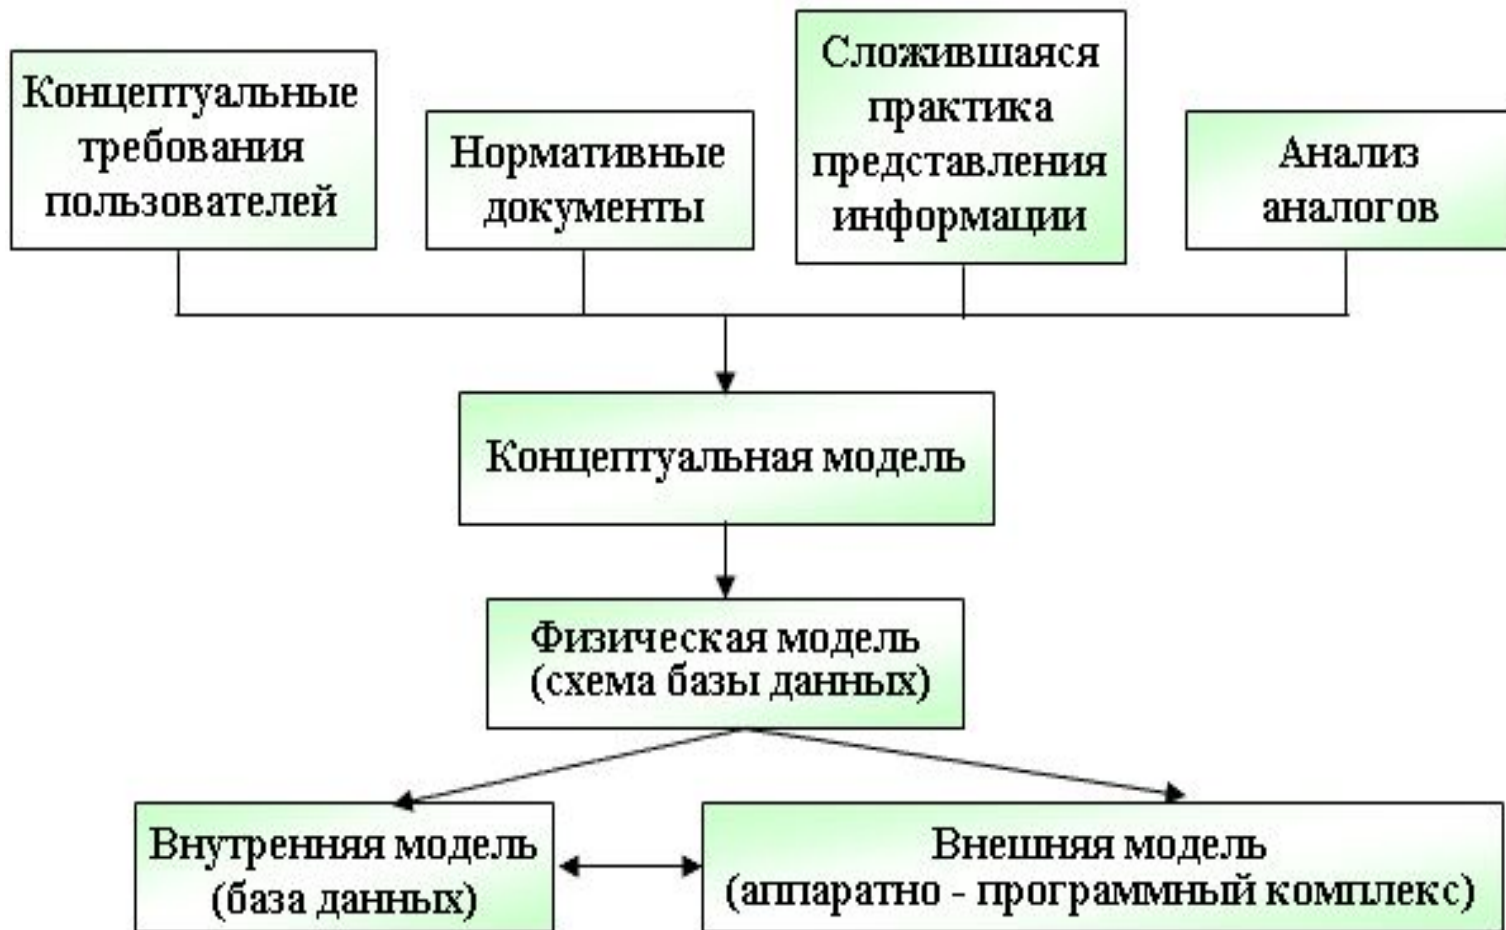 Концептуальные
требования
пользователей
Нормативные
документы
Сложившаяся
практика
представления
информации
Анализ
аналогов
Концептуальная модель
Физическая модель
(схема базы данных)
Внутренняя модель
(база данных)
Внешняя модель
(аппаратно - программный комплекс)